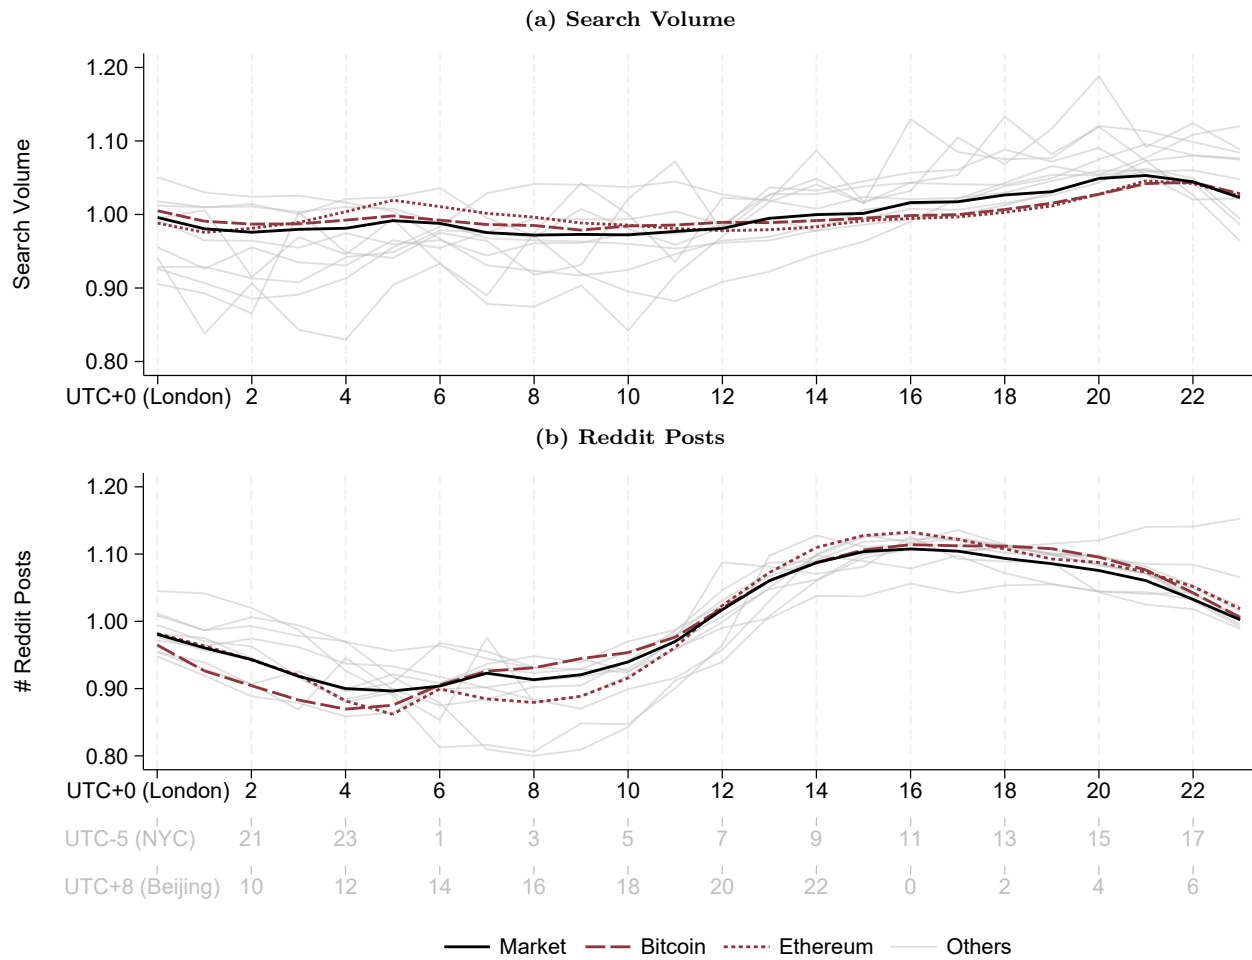 (a) Search Volume
1.20
1.10
Search Volume
1.00
0.90
0.80
UTC+0 (London) 2 4 6 8 10 12 14 16 18 20 22
(b) Reddit Posts
1.20
1.10
# Reddit Posts
1.00
0.90
0.80
UTC+0 (London) 2 4 6 8 10 12 14 16 18 20 22
UTC-5 (NYC) 21 23 1 3 5 7 9 11 13 15 17
UTC+8 (Beijing) 10 12 14 16 18 20 22 0 2 4 6
Market Bitcoin Ethereum Others